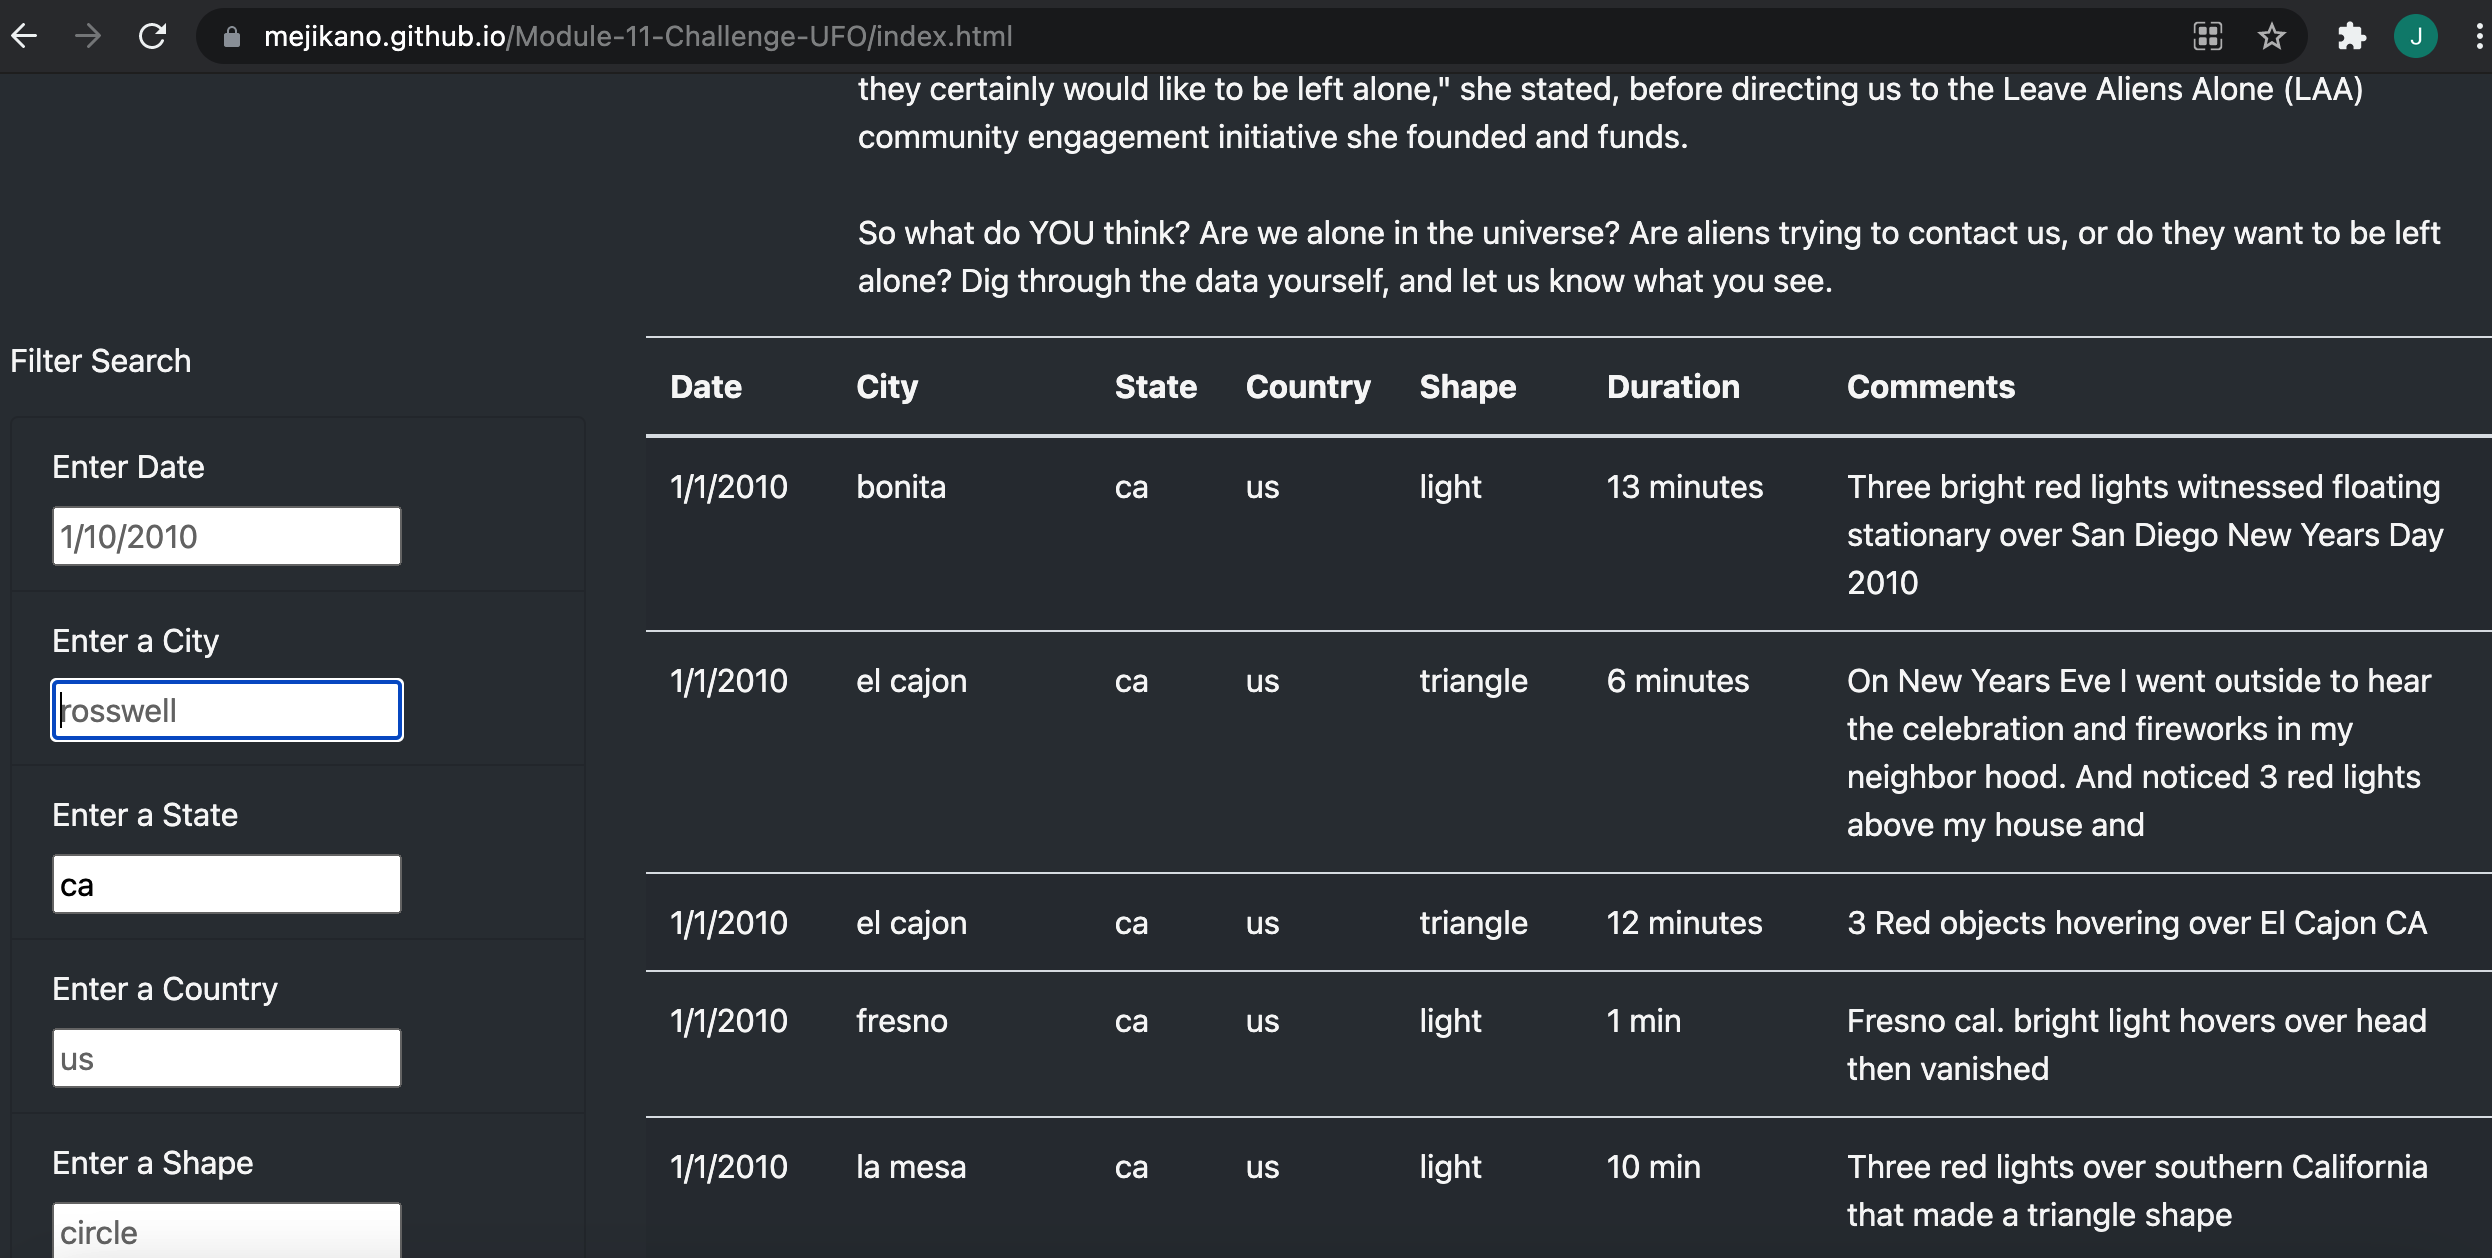 mejikano.github.io/Module-11-Challenge-UFO/index.html
J
they certainly would like to be left alone," she stated, before directing us to the Leave Aliens Alone (LAA)
community engagement initiative she founded and funds.
So what do YOU think? Are we alone in the universe? Are aliens trying to contact us, or do they want to be left
alone? Dig through the data yourself, and let us know what you see.
Filter Search
Enter Date
1/10/2010
Enter a City
rosswell
Enter a State
ca
Enter a Country
us
Enter a Shape
circle
Date City State Country Shape Duration Comments
1/1/2010 bonita ca us light 13 minutes Three bright red lights witnessed floating
stationary over San Diego New Years Day
2010
1/1/2010 el cajon ca us triangle 6 minutes On New Years Eve I went outside to hear
the celebration and fireworks in my
neighbor hood. And noticed 3 red lights
above my house and
1/1/2010 el cajon ca us triangle 12 minutes 3 Red objects hovering over El Cajon CA
1/1/2010 fresno ca us light 1 min Fresno cal. bright light hovers over head
then vanished
1/1/2010 la mesa ca us light 10 min Three red lights over southern California
that made a triangle shape